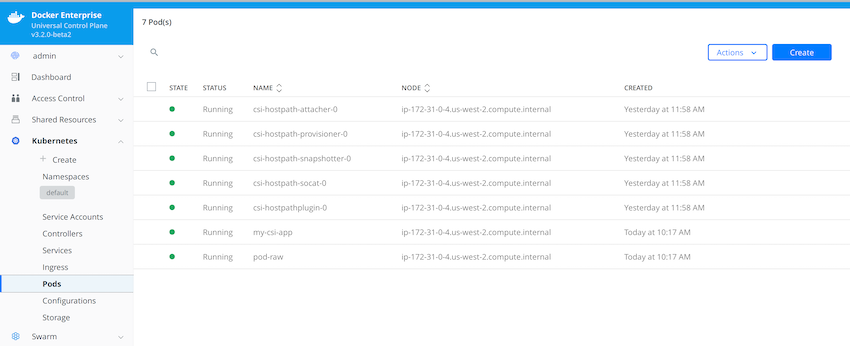 Docker Enterprise
Universal Control Plane
v3.2.0-beta2
admin
Dashboard
Access Control
Shared Resources
Kubernetes
+ Create
Namespaces
default
Service Accounts
Controllers
Services
Ingress
Pods
Configurations
Storage
Swarm
7 Pod(s)
Actions
Create
STATE STATUS NAME NODE CREATED
Running csi-hostpath-attacher-0 ip-172-31-0-4.us-west-2.compute.internal Yesterday at 11:58 AM
Running csi-hostpath-provisioner-0 ip-172-31-0-4.us-west-2.compute.internal Yesterday at 11:58 AM
Running csi-hostpath-snapshotter-0 ip-172-31-0-4.us-west-2.compute.internal Yesterday at 11:58 AM
Running csi-hostpath-socat-0 ip-172-31-0-4.us-west-2.compute.internal Yesterday at 11:58 AM
Running csi-hostpathplugin-0 ip-172-31-0-4.us-west-2.compute.internal Yesterday at 11:58 AM
Running my-csi-app ip-172-31-0-4.us-west-2.compute.internal Today at 10:17 AM
Running pod-raw ip-172-31-0-4.us-west-2.compute.internal Today at 10:17 AM